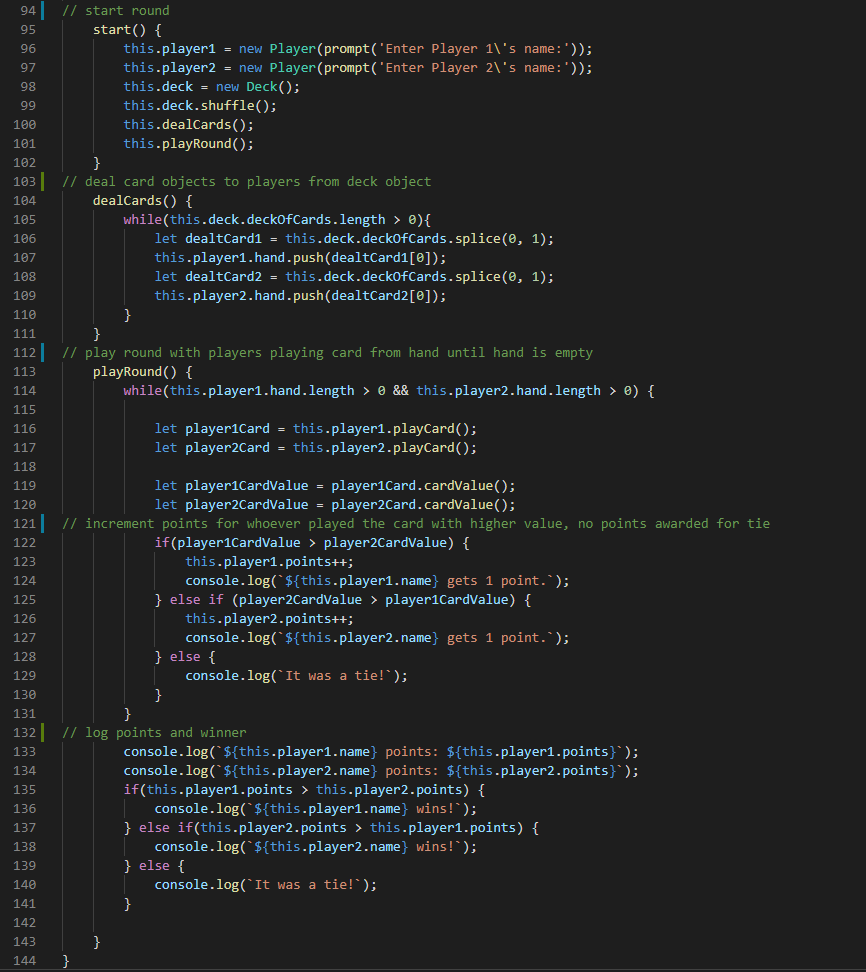 94 // start round
95 start() {
96 this.player1 = new Player(prompt('Enter Player 1\'s name:'));
97 this.player2 = new Player(prompt('Enter Player 2\'s name:'));
98 this.deck = new Deck();
99 this.deck.shuffle();
100 this.dealCards();
101 this.playRound();
102 }
103 // deal card objects to players from deck object
104 dealCards() {
105 while(this.deck.deckOfCards.length > 0){
106 let dealtCard1 = this.deck.deckOfCards.splice(0, 1);
107 this.player1.hand.push(dealtCard1[0]);
108 let dealtCard2 = this.deck.deckOfCards.splice(0, 1);
109 this.player2.hand.push(dealtCard2[0]);
110 }
111 }
112 // play round with players playing card from hand until hand is empty
113 playRound() {
114 while(this.player1.hand.length > 0 && this.player2.hand.length > 0) {
115
116 let player1Card = this.player1.playCard();
117 let player2Card = this.player2.playCard();
118
119 let player1CardValue = player1Card.cardValue();
120 let player2CardValue = player2Card.cardValue();
121 // increment points for whoever played the card with higher value, no points awarded for tie
122 if(player1CardValue > player2CardValue) {
123 this.player1.points++;
124 console.log(`${this.player1.name} gets 1 point.`);
125 } else if (player2CardValue > player1CardValue) {
126 this.player2.points++;
127 console.log(`${this.player2.name} gets 1 point.`);
128 } else {
129 console.log(`It was a tie!`);
130 }
131 }
132 // log points and winner
133 console.log(`${this.player1.name} points: ${this.player1.points}`);
134 console.log(`${this.player2.name} points: ${this.player2.points}`);
135 if(this.player1.points > this.player2.points) {
136 console.log(`${this.player1.name} wins!`);
137 } else if(this.player2.points > this.player1.points) {
138 console.log(`${this.player2.name} wins!`);
139 } else {
140 console.log(`It was a tie!`);
141 }
142
143 }
144 }